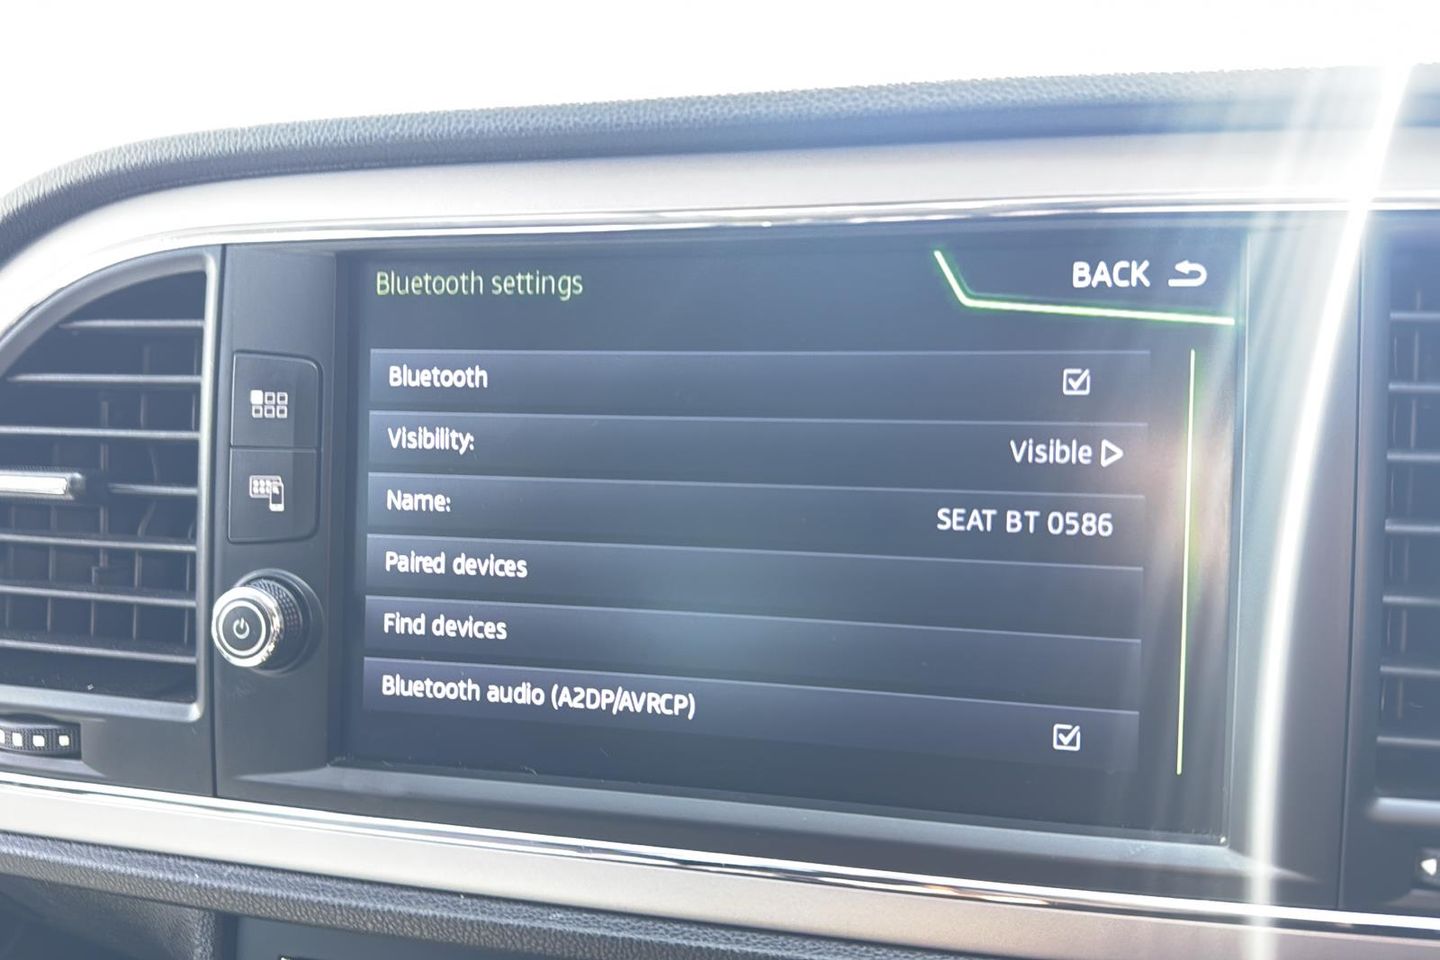 Bluetooth settings
BACK
Bluetooth
Visibility: Visible
Name: SEAT BT 0586
Paired devices
Find devices
Bluetooth audio (A2DP/AVRCP)